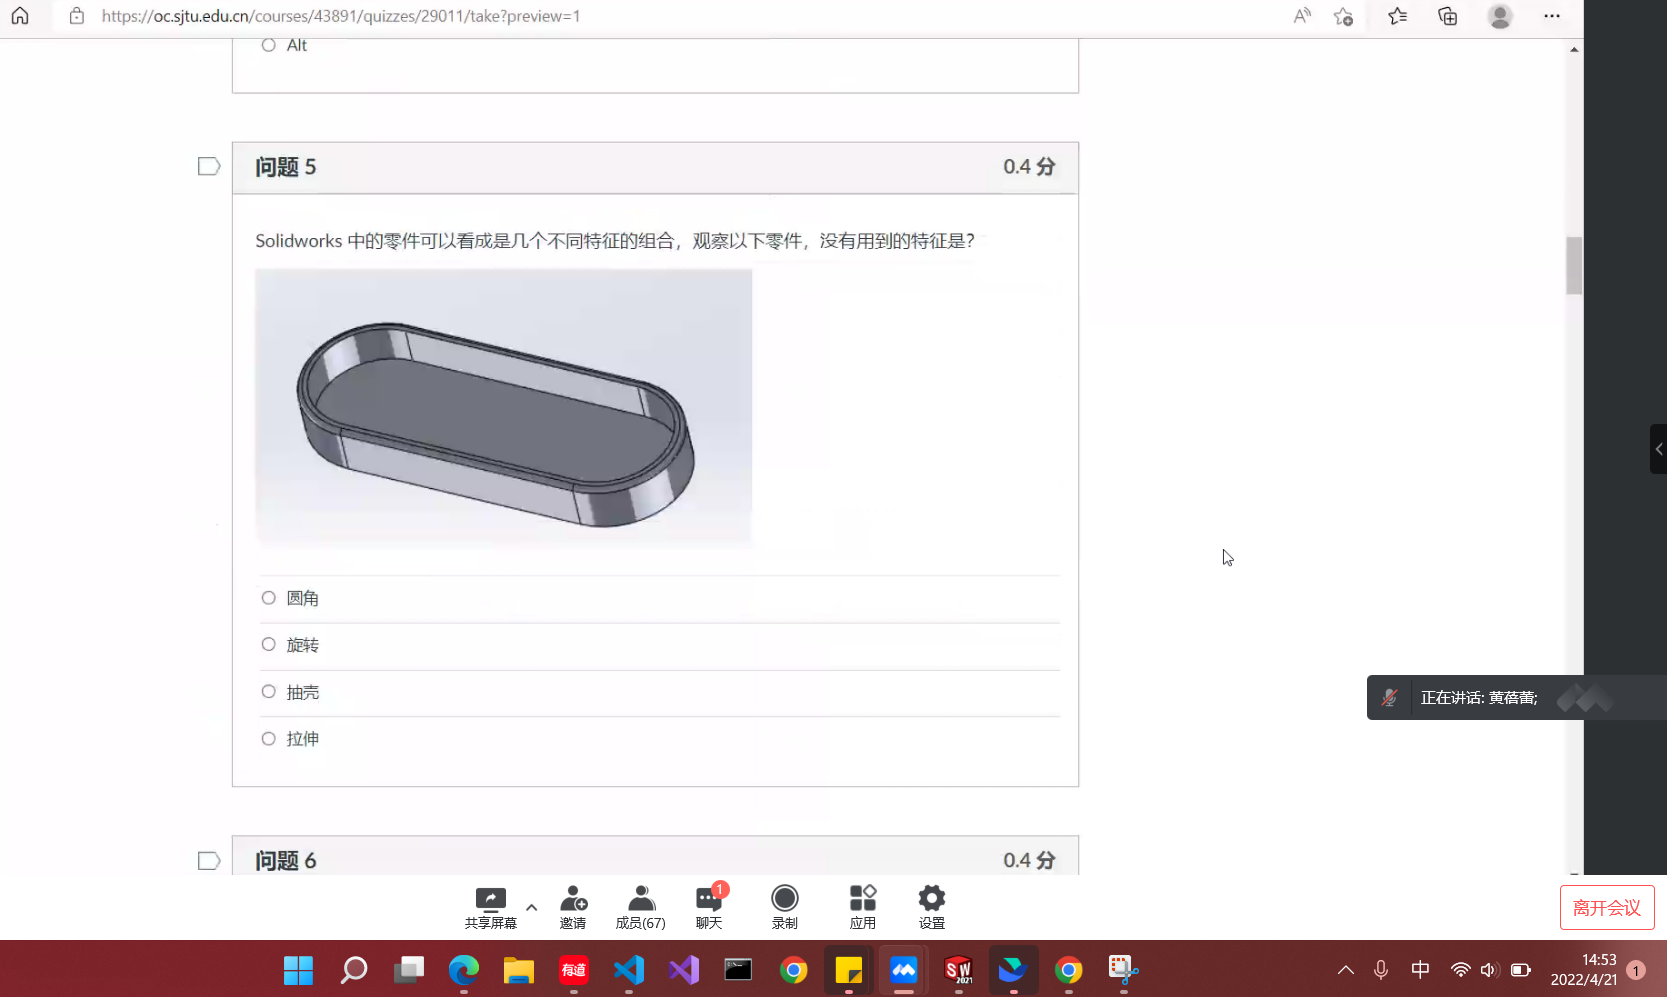 https://oc.sjtu.edu.cn/courses/43891/quizzes/29011/take?preview=1
Alt
问题 5
0.4 分
Solidworks 中的零件可以看成是几个不同特征的组合，观察以下零件，没有用到的特征是？
圆角
旋转
抽壳
拉伸
正在讲话: 黄蓓蕾;
问题 6
0.4 分
共享屏幕
邀请
成员(67)
1
聊天
录制
应用
设置
离开会议
有道
SW
2021
中
14:53
2022/4/21
1